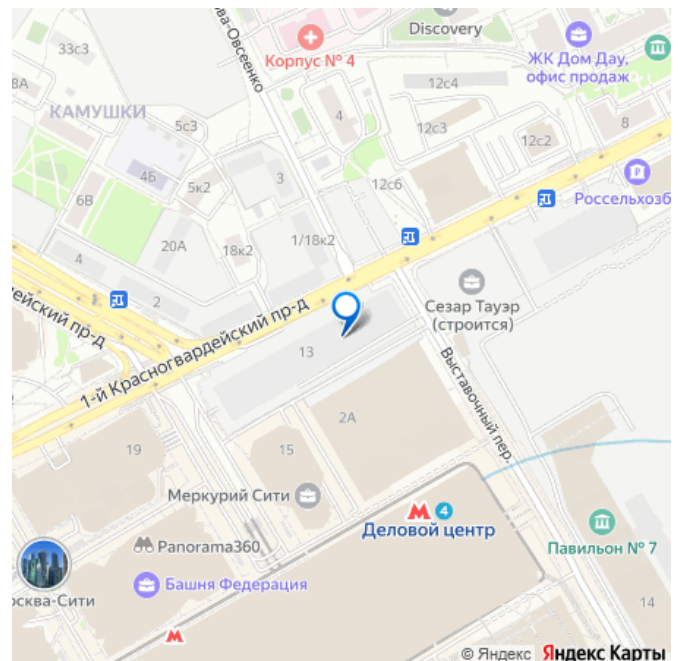 33с3
ова-Овсеенко
Discovery
Корпус № 4
ЖК Дом Дау,
офис продаж
8А
12с4
КАМУШКИ
5с3
4
12с3
12с2
8
4Б
5к2
3
12с6
Россельхозб
6В
20А
18к2
1/18к2
4
2
Сезар Тауэр
(строится)
ейский пр-д
1-й Красногвардейский пр-д
13
Выставочный пер.
2А
19
15
Меркурий Сити
4
Деловой центр
Panorama360
Павильон № 7
Башня Федерация
осква-Сити
14
© Яндекс Яндекс Карты